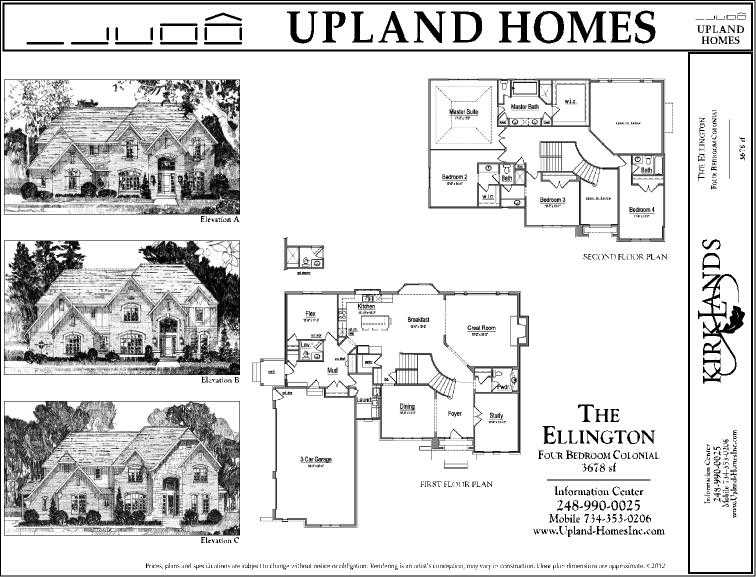 UPLAND HOMES
UPLAND
HOMES
Elevation A
Elevation B
Elevation C
Master Suite
Master Bath
w.i.c.
Bedroom 2
Bath
w.i.c.
Bedroom 3
Bath
Bedroom 4
SECOND FLOOR PLAN
Flex
Kitchen
Breakfast
Great Room
Lav.
Mud
Laund.
Dining
Foyer
Pwdr
Study
3-Car Garage
FIRST FLOOR PLAN
THE
ELLINGTON
FOUR BEDROOM COLONIAL
3678 sf
Information Center
248-990-0025
Mobile 734-353-0206
www.Upland-HomesInc.com
THE ELLINGTON
FOUR BEDROOM COLONIAL
3678 sf
KIRKLANDS
Information Center
248-990-0025
Mobile 734-353-0206
www.Upland-HomesInc.com
Prices, plans and specifications are subject to change without notice or obligation. Rendering is an artist's conception, may vary in construction. Floor plan dimensions are approximate. ©2012